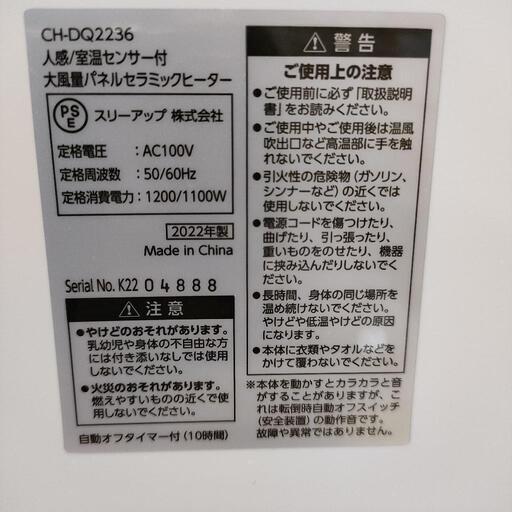 CH-DQ2236
人感/室温センサー付
大風量パネルセラミックヒーター
PSE
スリーアップ 株式会社
定格電圧 : AC100V
定格周波数 : 50/60Hz
定格消費電力 : 1200/1100W
2022年製
Made in China
Serial No. K22 04888
注意
●やけどのおそれがあります。
乳幼児や身体の不自由な方
には付き添いなしでは使用
しないでください。
●火災のおそれがあります。
燃えやすいものの近くで使
用しないでください。
自動オフタイマー付（10時間）
警告
ご使用上の注意
●ご使用前に必ず「取扱説明
書」をお読みください。
●ご使用中やご使用後は温風
吹出口など高温部に手を触
れないでください。
●引火性の危険物（ガソリン、
シンナーなど）の近くでは
使用しないでください。
●電源コードを傷つけたり、
曲げたり、引っ張ったり、
重いものをのせたり、機器
に挟み込んだりしないでく
ださい。
●長時間、身体の同じ場所を
温め続けないでください。
やけどや低温やけどの原因
になります。
●本体に衣類やタオルなどを
かけて覆わないでください。
※本体を動かすとカラカラと音
がすることがありますが、こ
れは転倒時自動オフスイッチ
（安全装置）の動作音です。
故障や異常ではありません。